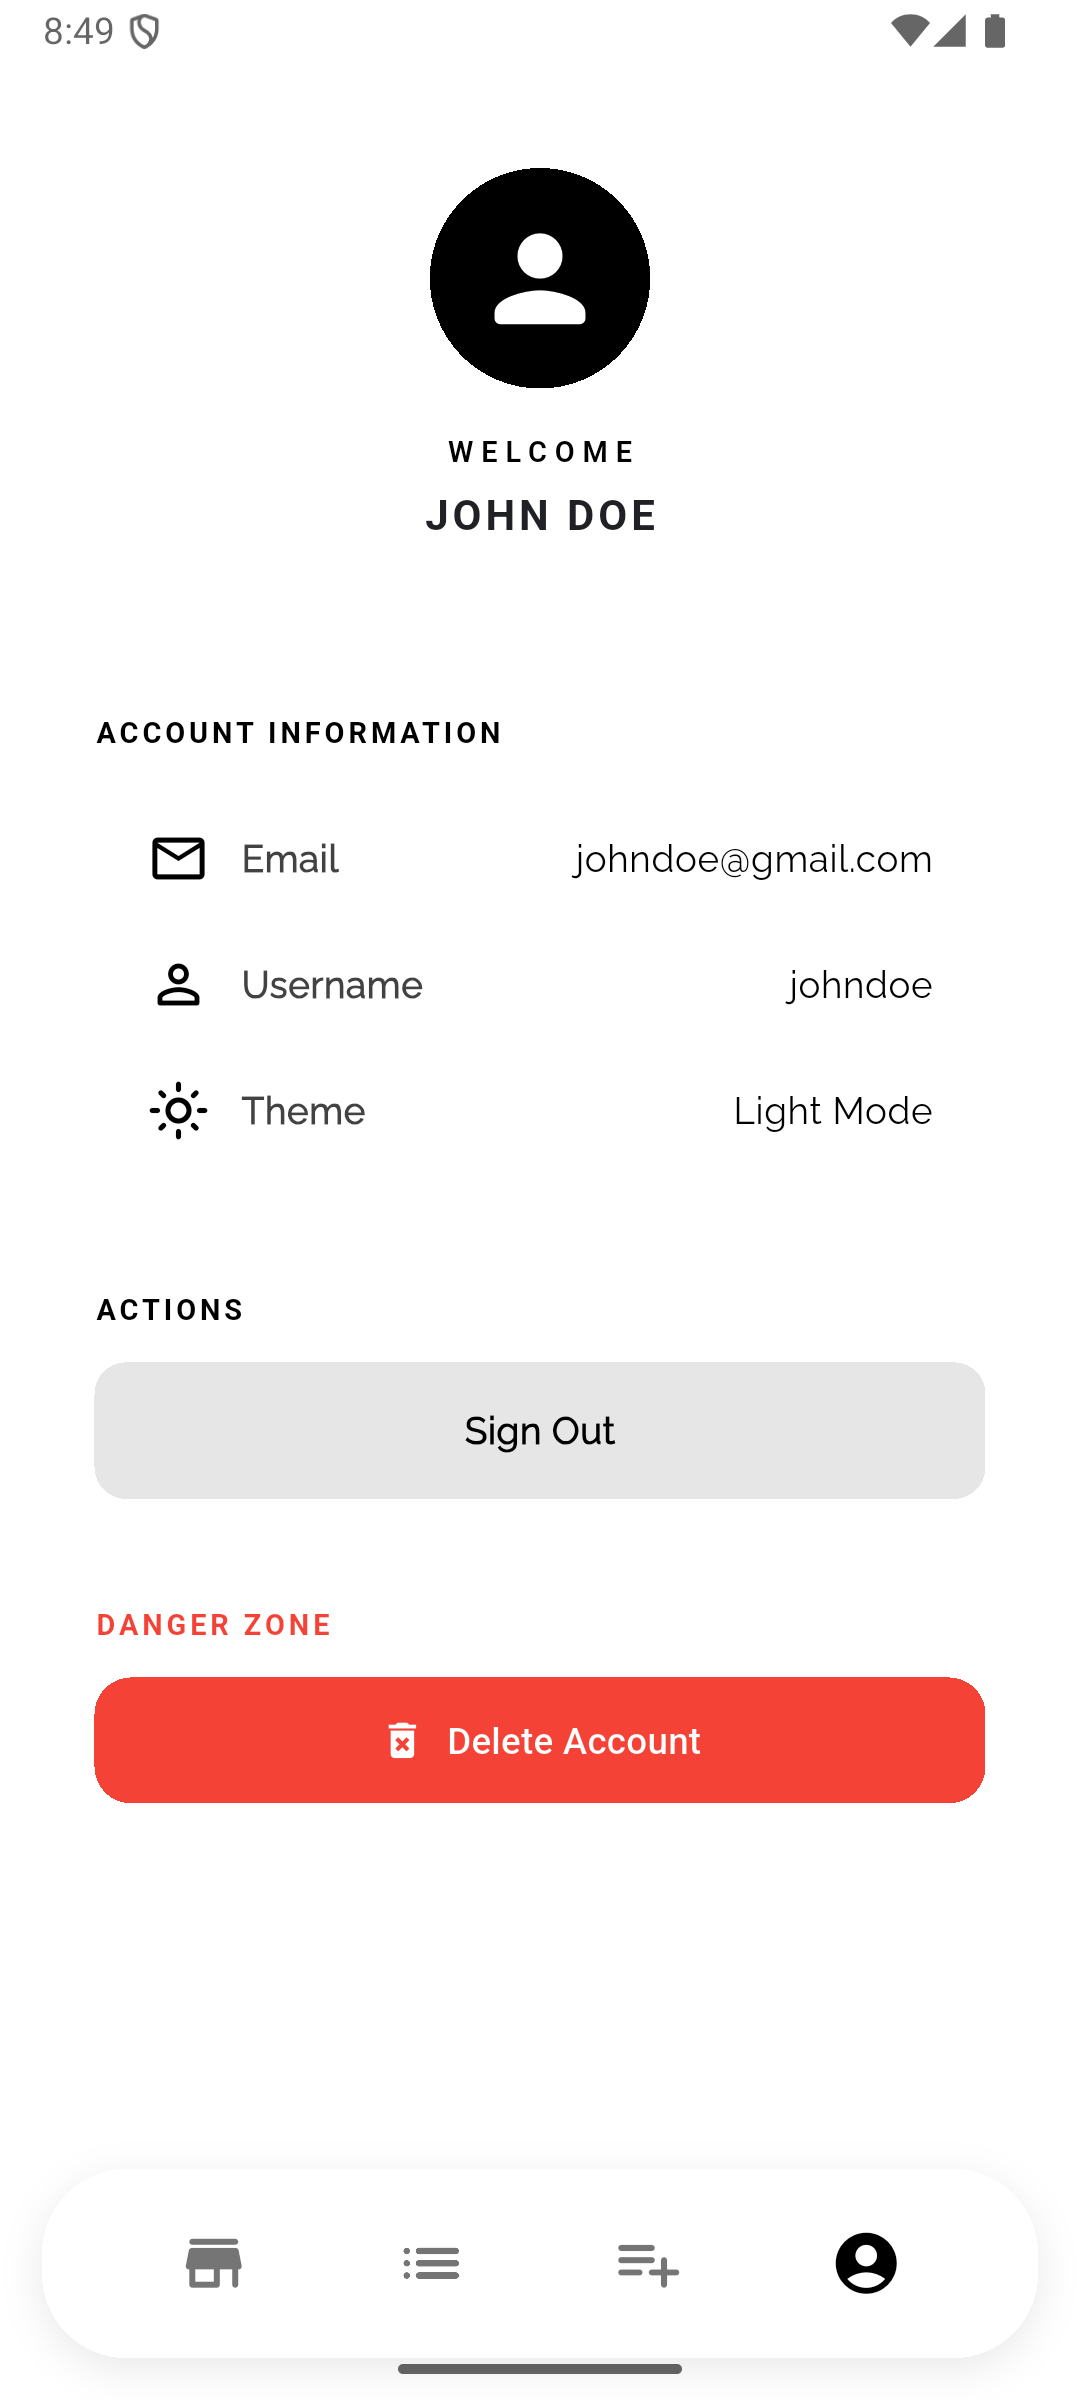 8:49
WELCOME
JOHN DOE
ACCOUNT INFORMATION
Email johndoe@gmail.com
Username johndoe
Theme Light Mode
ACTIONS
Sign Out
DANGER ZONE
Delete Account